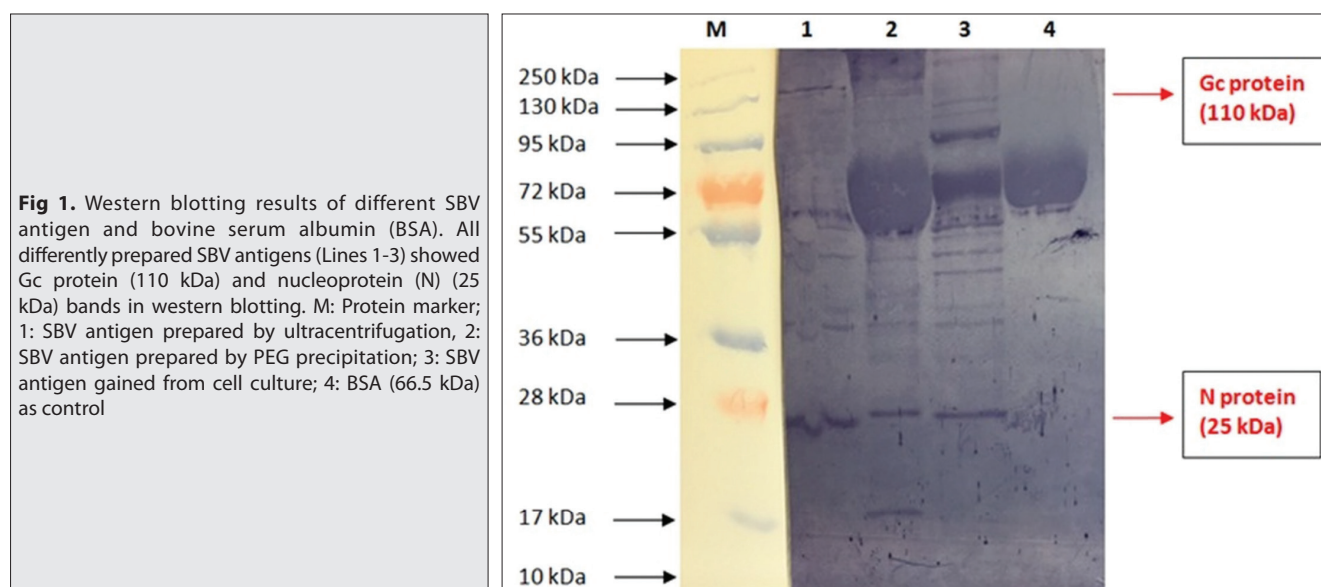 Fig 1. Western blotting results of different SBV
antigen and bovine serum albumin (BSA). All
differently prepared SBV antigens (Lines 1-3) showed
Gc protein (110 kDa) and nucleoprotein (N) (25
kDa) bands in western blotting. M: Protein marker;
1: SBV antigen prepared by ultracentrifugation, 2:
SBV antigen prepared by PEG precipitation; 3: SBV
antigen gained from cell culture; 4: BSA (66.5 kDa)
as control
M 1 2 3 4
250 kDa
130 kDa
95 kDa
72 kDa
55 kDa
36 kDa
28 kDa
17 kDa
10 kDa
Gc protein
(110 kDa)
N protein
(25 kDa)